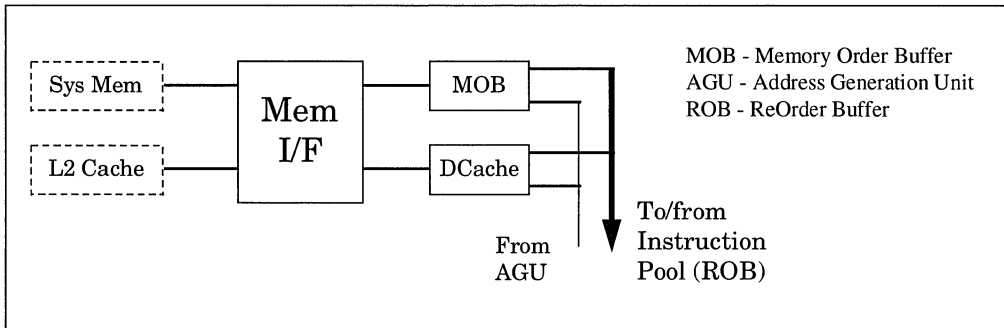 Sys Mem
L2 Cache
Mem
I/F
MOB
DCache
From
AGU
To/from
Instruction
Pool (ROB)
MOB - Memory Order Buffer
AGU - Address Generation Unit
ROB - ReOrder Buffer